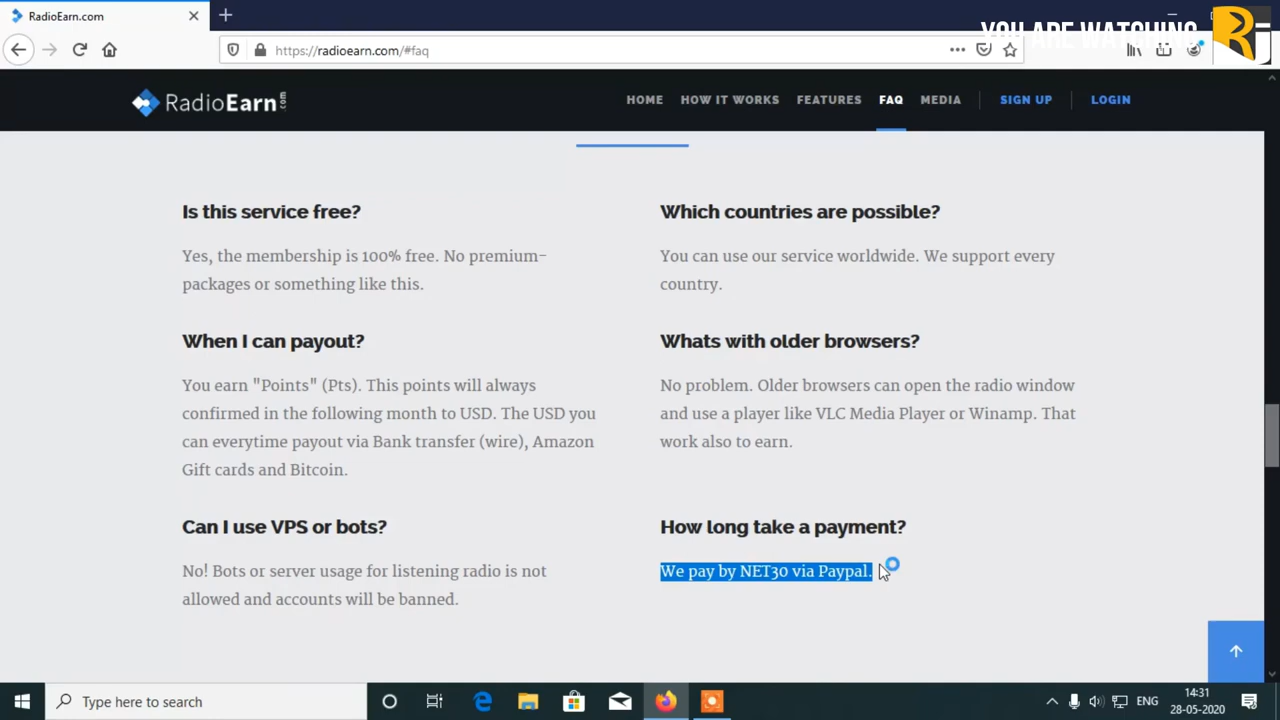 RadioEarn.com
YOU ARE WATCHING
https://radioearn.com/#faq
RadioEarn.com
HOME HOW IT WORKS FEATURES FAQ MEDIA SIGN UP LOGIN
Is this service free?
Yes, the membership is 100% free. No premium-
packages or something like this.
Which countries are possible?
You can use our service worldwide. We support every
country.
When I can payout?
You earn "Points" (Pts). This points will always
confirmed in the following month to USD. The USD you
can everytime payout via Bank transfer (wire), Amazon
Gift cards and Bitcoin.
Whats with older browsers?
No problem. Older browsers can open the radio window
and use a player like VLC Media Player or Winamp. That
work also to earn.
Can I use VPS or bots?
No! Bots or server usage for listening radio is not
allowed and accounts will be banned.
How long take a payment?
We pay by NET30 via Paypal.
Type here to search
ENG
14:31
28-05-2020